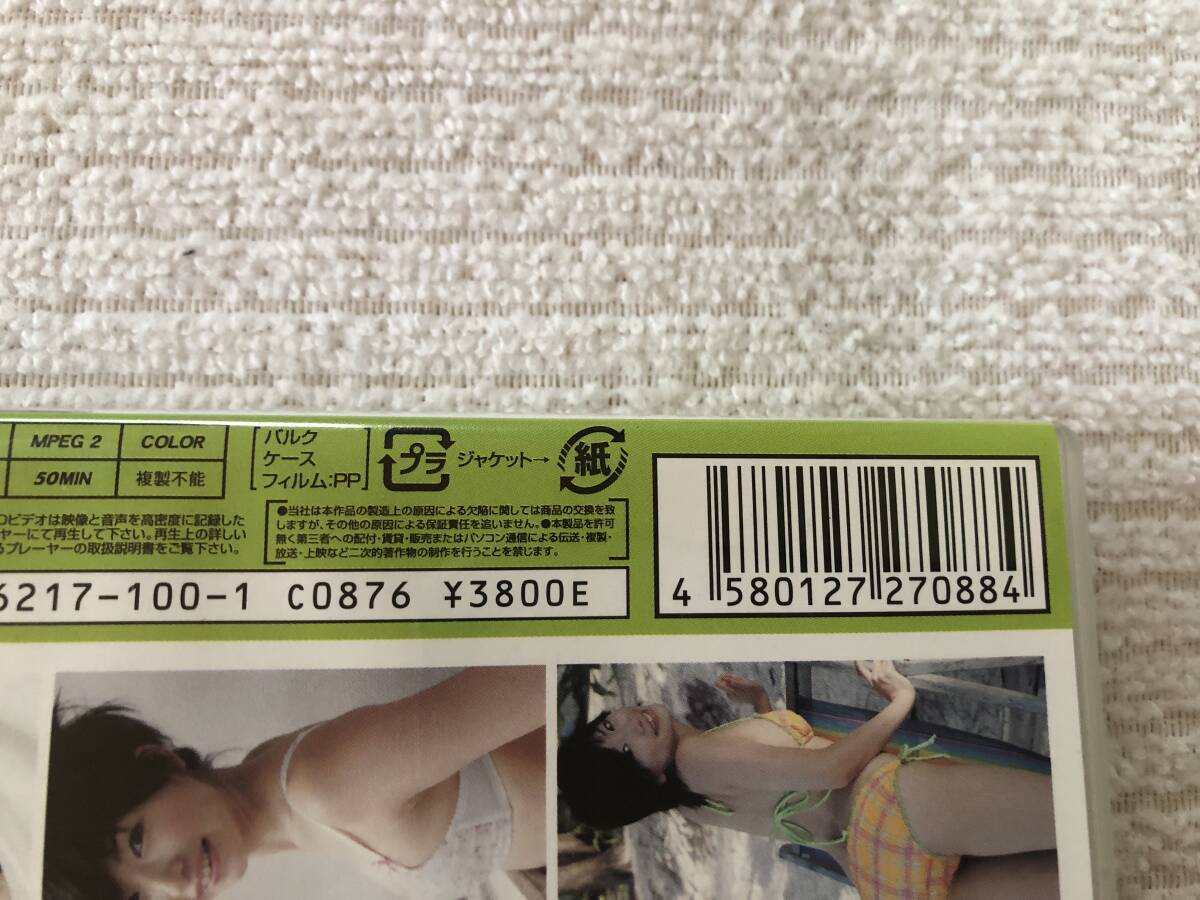 MPEG 2 COLOR
50MIN 複製不能
バルク
ケース
フィルム:PP
プラ ジャケット→ 紙
ビデオは映像と音声を高密度に記録した
ヤーにて再生して下さい。再生上の詳しい
プレーヤーの取扱説明書をご覧下さい。
●当社は本作品の製造上の原因による欠陥に関しては商品の交換を致
しますが、その他の原因による保証責任を追いません。●本製品を許可
無く第三者への配付・賃貸・販売またはパソコン通信による伝送・複製・
放送・上映など二次的著作物の制作を行うことを禁じます。
6217-100-1 C0876 ¥3800E
4 580127 270884